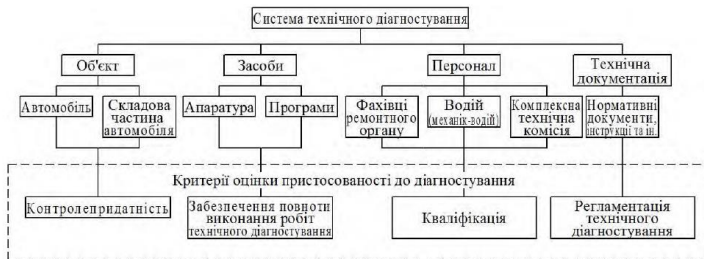 Система технічного діагностування
Об'єкт
Засоби
Персонал
Технічна
документація
Автомобіль
Складова
частина
автомобіля
Апаратура
Програми
Фахівці
ремонтного
органу
Водій
(механік-водій)
Комплексна
технічна
комісія
Нормативні
документи,
інструкції та ін.
Критерії оцінки пристосованості до діагностування
Контролепридатність
Забезпечення повноти
виконання робіт
технічного діагностування
Кваліфікація
Регламентація
технічного
діагностування